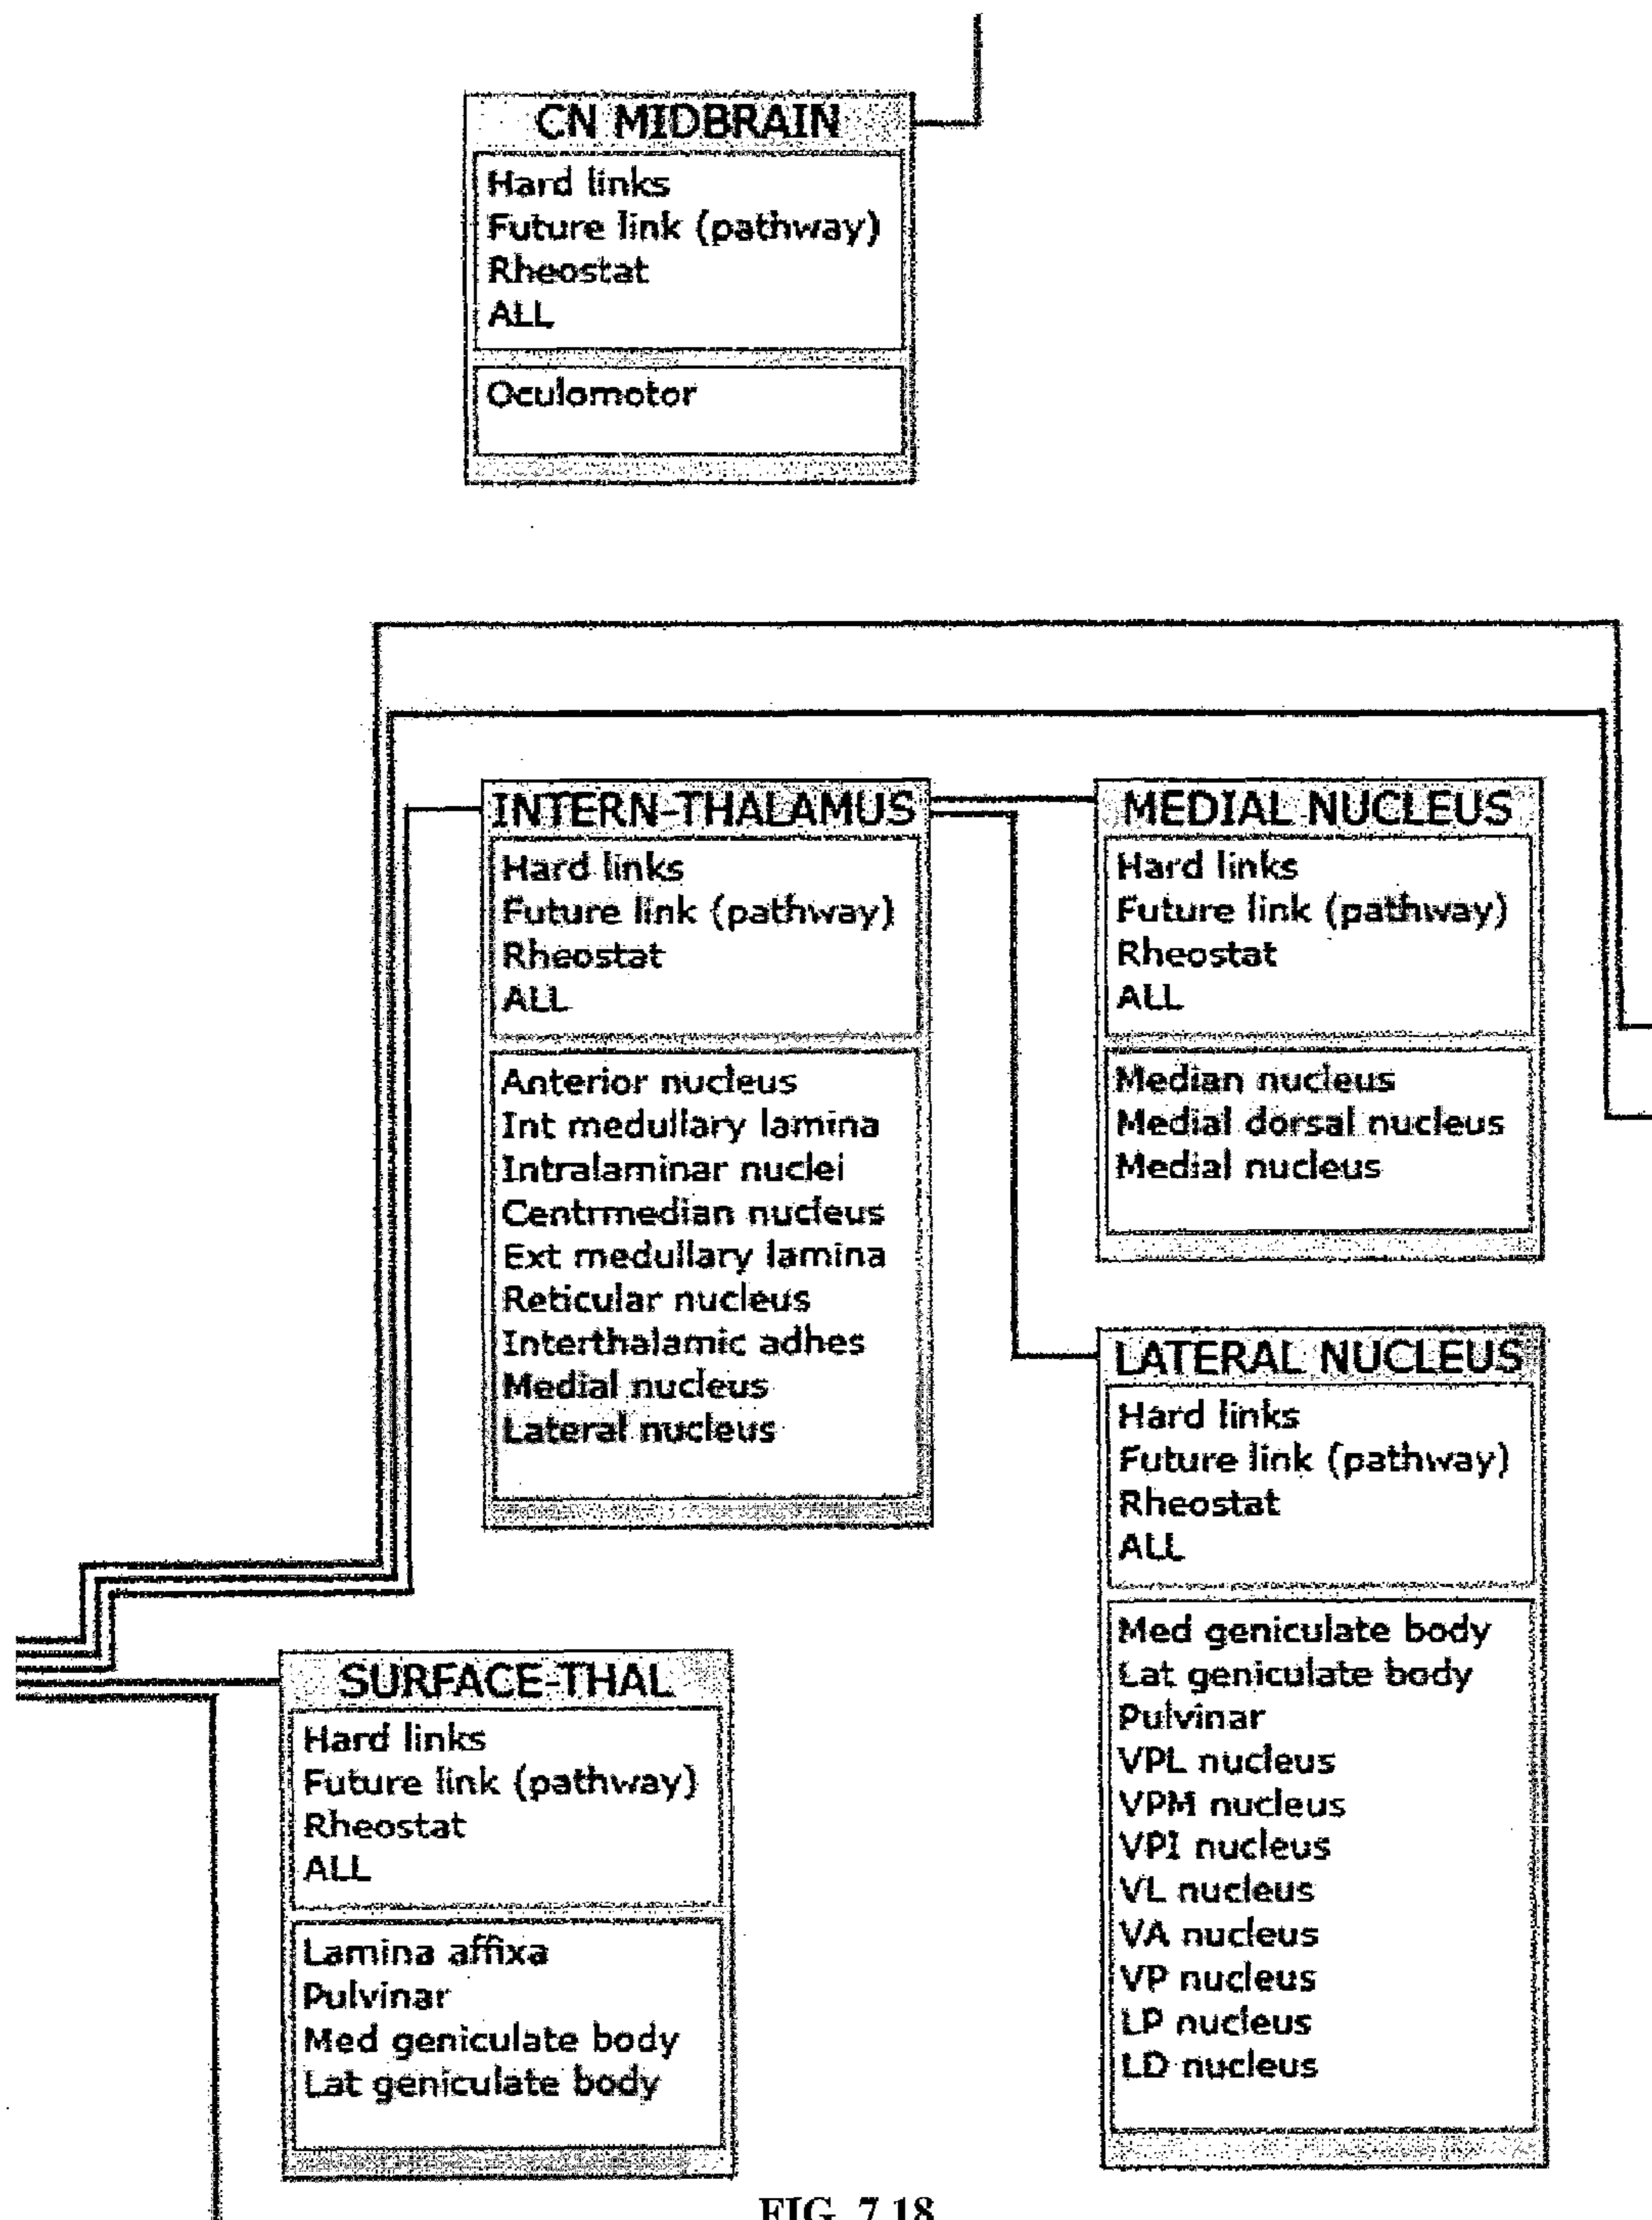 CN MIDBRAIN
Hard links
Future link (pathway)
Rheostat
ALL
Oculomotor
INTERN-THALAMUS
Hard links
Future link (pathway)
Rheostat
ALL
Anterior nucleus
Int medullary lamina
Intralaminar nuclei
Centrmedian nucleus
Ext medullary lamina
Reticular nucleus
Interthalamic adhes
Medial nucleus
Lateral nucleus
MEDIAL NUCLEUS
Hard links
Future link (pathway)
Rheostat
ALL
Median nucleus
Medial dorsal nucleus
Medial nucleus
LATERAL NUCLEUS
Hard links
Future link (pathway)
Rheostat
ALL
Med geniculate body
Lat geniculate body
Pulvinar
VPL nucleus
VPM nucleus
VPI nucleus
VL nucleus
VA nucleus
VP nucleus
LP nucleus
LD nucleus
SURFACE-THAL
Hard links
Future link (pathway)
Rheostat
ALL
Lamina affixa
Pulvinar
Med geniculate body
Lat geniculate body
FIG. 7.18